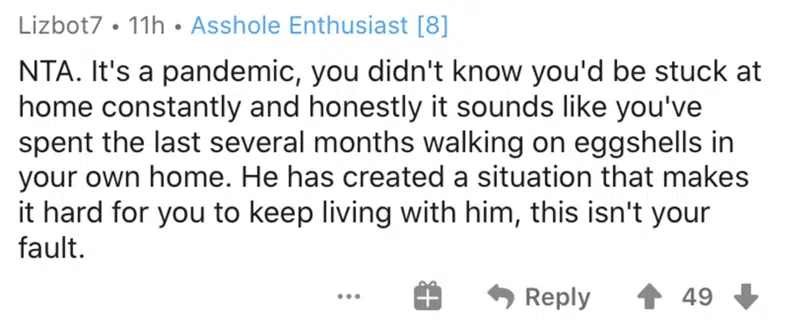 Lizbot7 • 11h • Asshole Enthusiast [8]
NTA. It's a pandemic, you didn't know you'd be stuck at
home constantly and honestly it sounds like you've
spent the last several months walking on eggshells in
your own home. He has created a situation that makes
it hard for you to keep living with him, this isn't your
fault.
... Reply 49